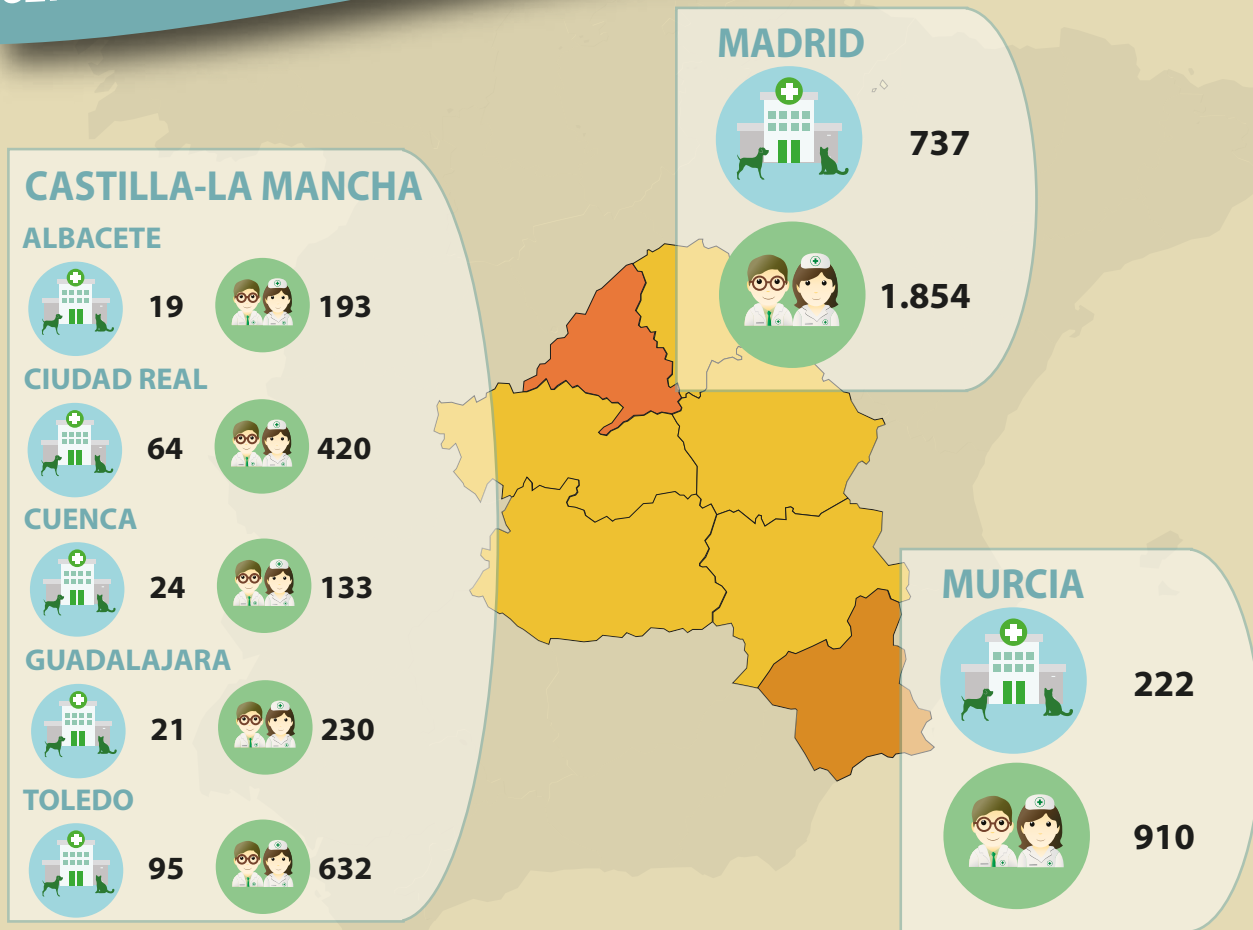 MADRID
737
1.854
CASTILLA-LA MANCHA
ALBACETE
19 193
CIUDAD REAL
64 420
CUENCA
24 133
GUADALAJARA
21 230
TOLEDO
95 632
MURCIA
222
910